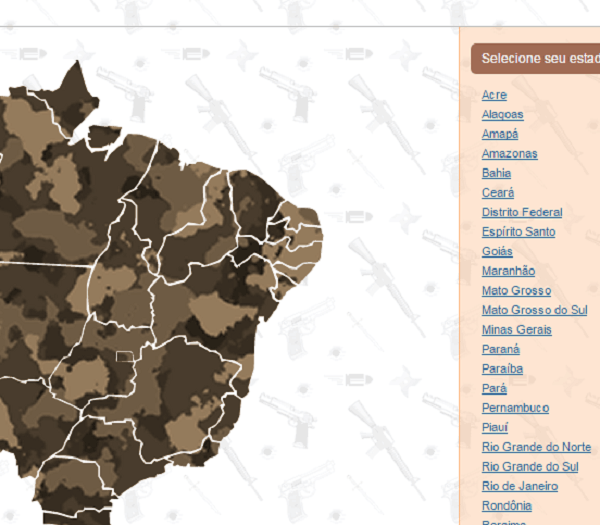 Selecione seu estad
Acre
Alagoas
Amapá
Amazonas
Bahia
Ceará
Distrito Federal
Espírito Santo
Goiás
Maranhão
Mato Grosso
Mato Grosso do Sul
Minas Gerais
Paraná
Paraíba
Pará
Pernambuco
Piauí
Rio Grande do Norte
Rio Grande do Sul
Rio de Janeiro
Rondônia
Roraima